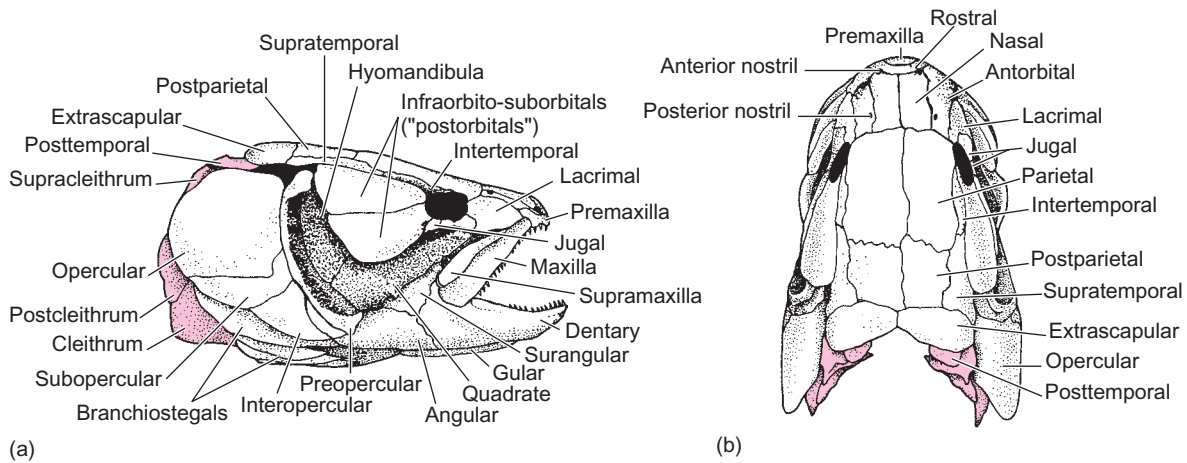 Supratemporal
Hyomandibula
Postparietal
Infraorbito-suborbitals
("postorbitals")
Extrascapular
Intertemporal
Posttemporal
Lacrimal
Supracleithrum
Premaxilla
Jugal
Maxilla
Opercular
Supramaxilla
Postcleithrum
Dentary
Cleithrum
Surangular
Subopercular
Gular
Preopercular
Quadrate
Branchiostegals
Interopercular
Angular
(a)
Rostral
Premaxilla
Nasal
Anterior nostril
Antorbital
Posterior nostril
Lacrimal
Jugal
Parietal
Intertemporal
Postparietal
Supratemporal
Extrascapular
Opercular
Posttemporal
(b)